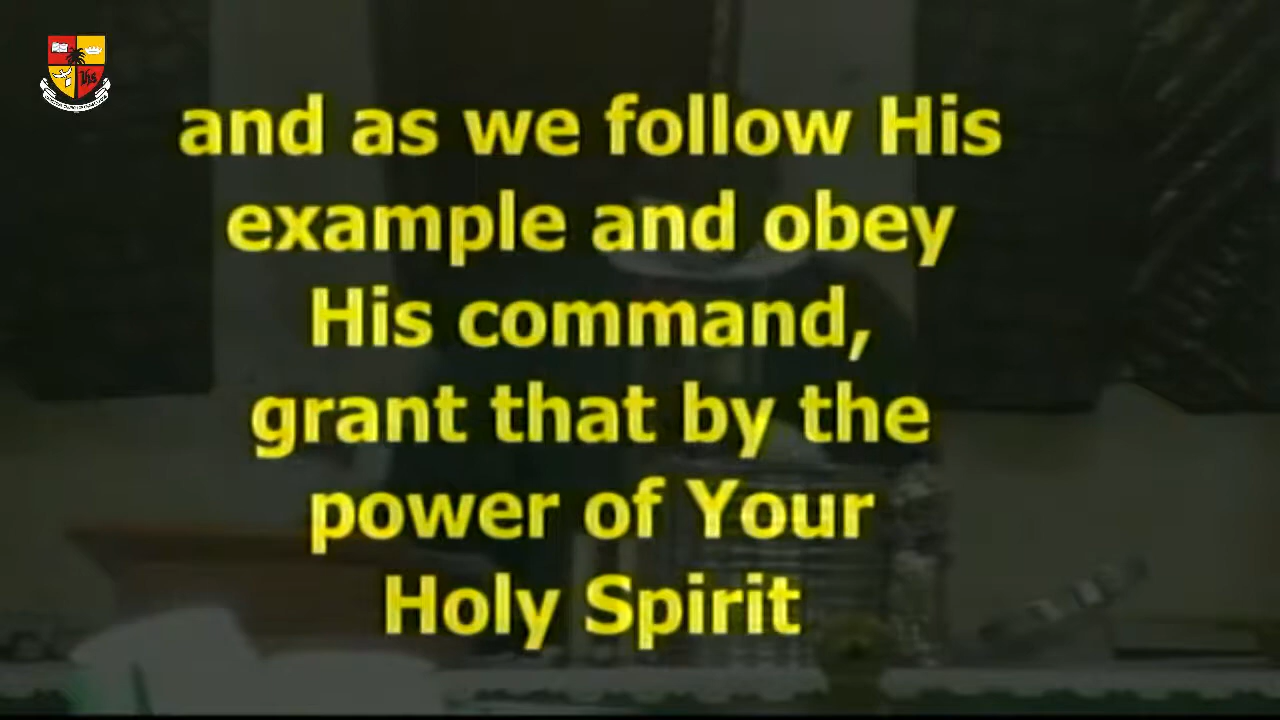 and as we follow His
example and obey
His command,
grant that by the
power of Your
Holy Spirit